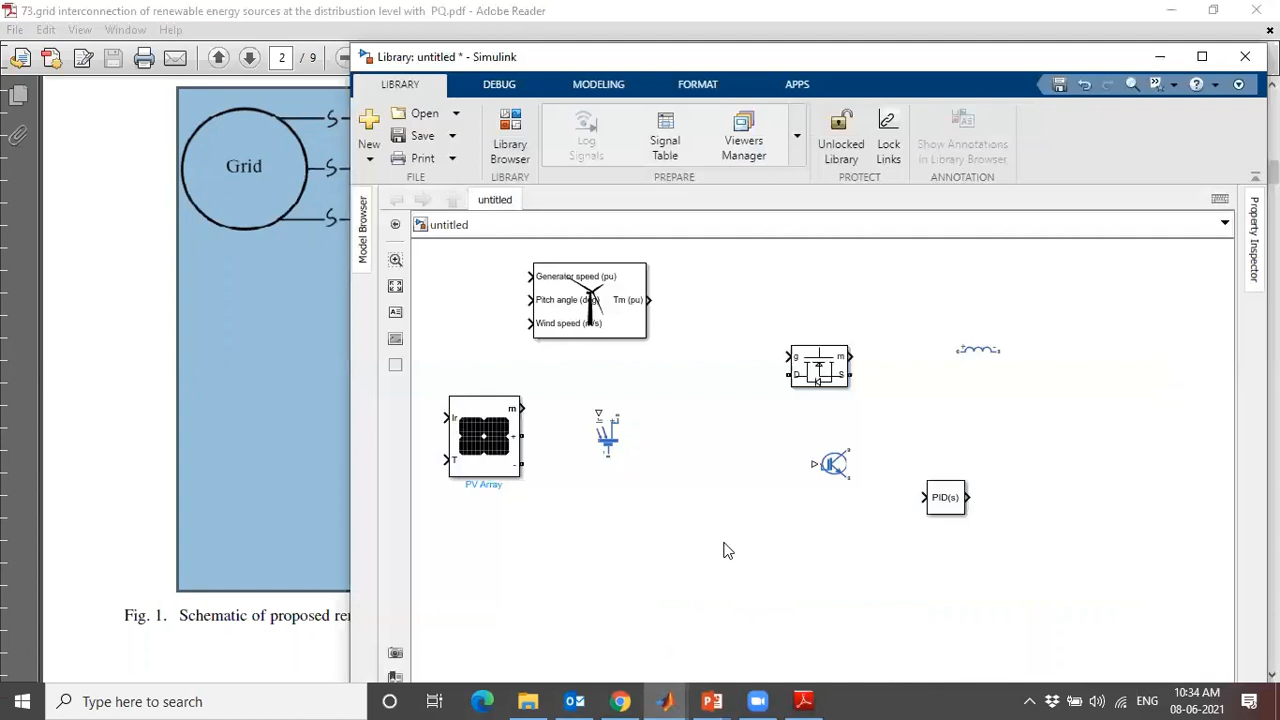 73.grid interconnection of renewable energy sources at the distribustion level with PQ.pdf - Adobe Reader
File Edit View Window Help
2 / 9
Library: untitled * - Simulink
LIBRARY DEBUG MODELING FORMAT APPS
New
Open
Save
Print
FILE
Library Browser
LIBRARY
Log Signals
Signal Table
Viewers Manager
PREPARE
Unlocked Library
Lock Links
PROTECT
Show Annotations in Library Browser
ANNOTATION
untitled
untitled
Model Browser
Property Inspector
Grid
Generator speed (pu)
Pitch angle (deg) Tm (pu)
Wind speed (m/s)
g m
D S
m
Ir
+
T -
PV Array
PID(s)
Fig. 1. Schematic of proposed re
Type here to search
ENG
10:34 AM
08-06-2021